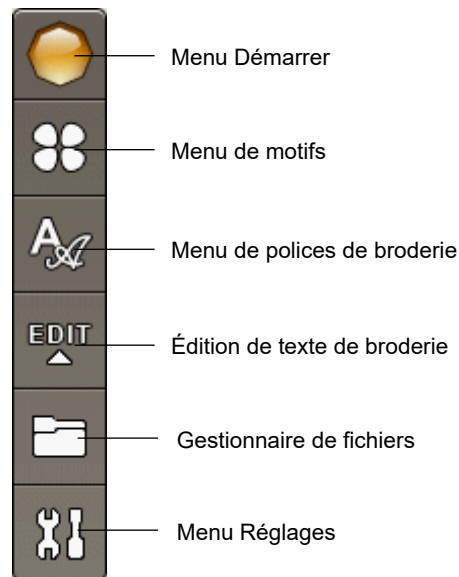 Menu Démarrer
Menu de motifs
A A
Menu de polices de broderie
EDIT
Édition de texte de broderie
Gestionnaire de fichiers
Menu Réglages